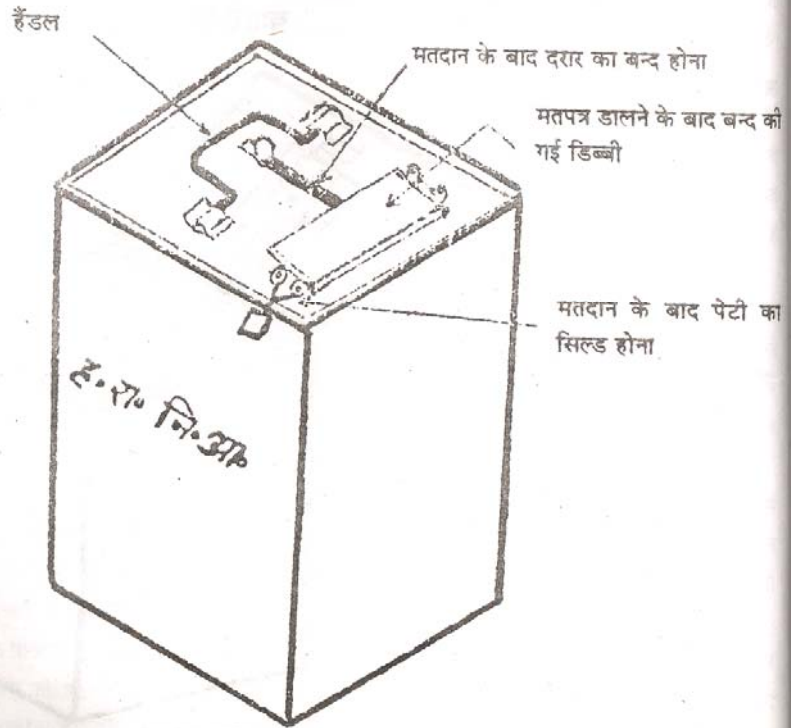 हैंडल
मतदान के बाद दरार का बन्द होना
मतपत्र डालने के बाद बन्द की
गई डिब्बी
मतदान के बाद पेटी का
सिल्ड होना
ह. रा. नि. आ.